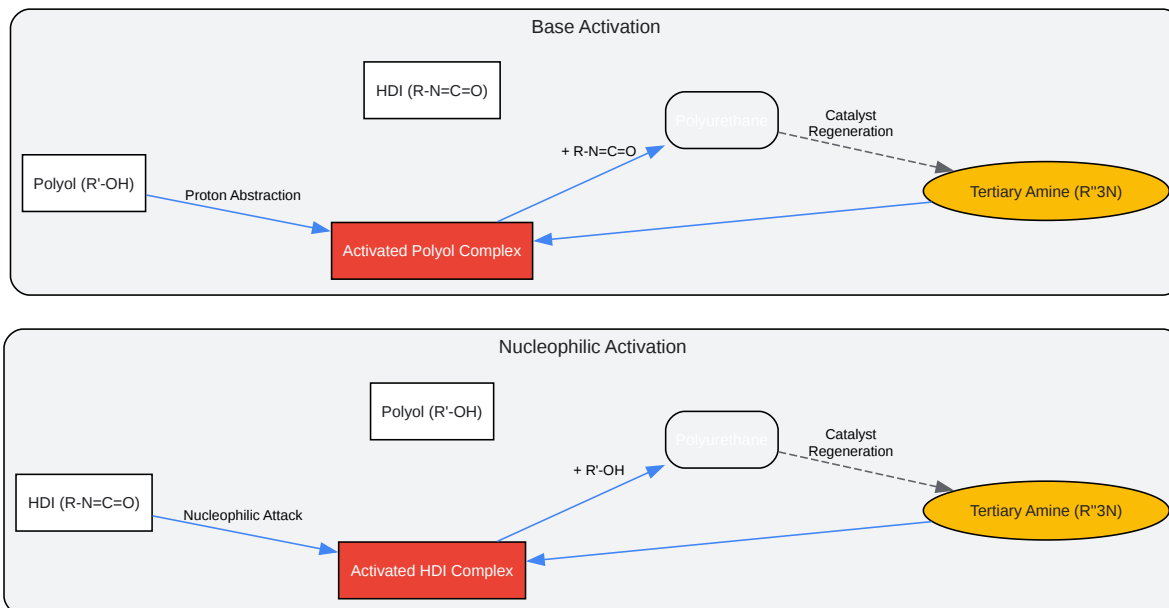 Base Activation
HDI (R-N=C=O)
Polyurethane
Catalyst
Regeneration
+ R-N=C=O
Polyol (R'-OH)
Proton Abstraction
Tertiary Amine (R"3N)
Activated Polyol Complex
Nucleophilic Activation
Polyol (R'-OH)
Polyurethane
Catalyst
Regeneration
+ R'-OH
HDI (R-N=C=O)
Nucleophilic Attack
Tertiary Amine (R"3N)
Activated HDI Complex